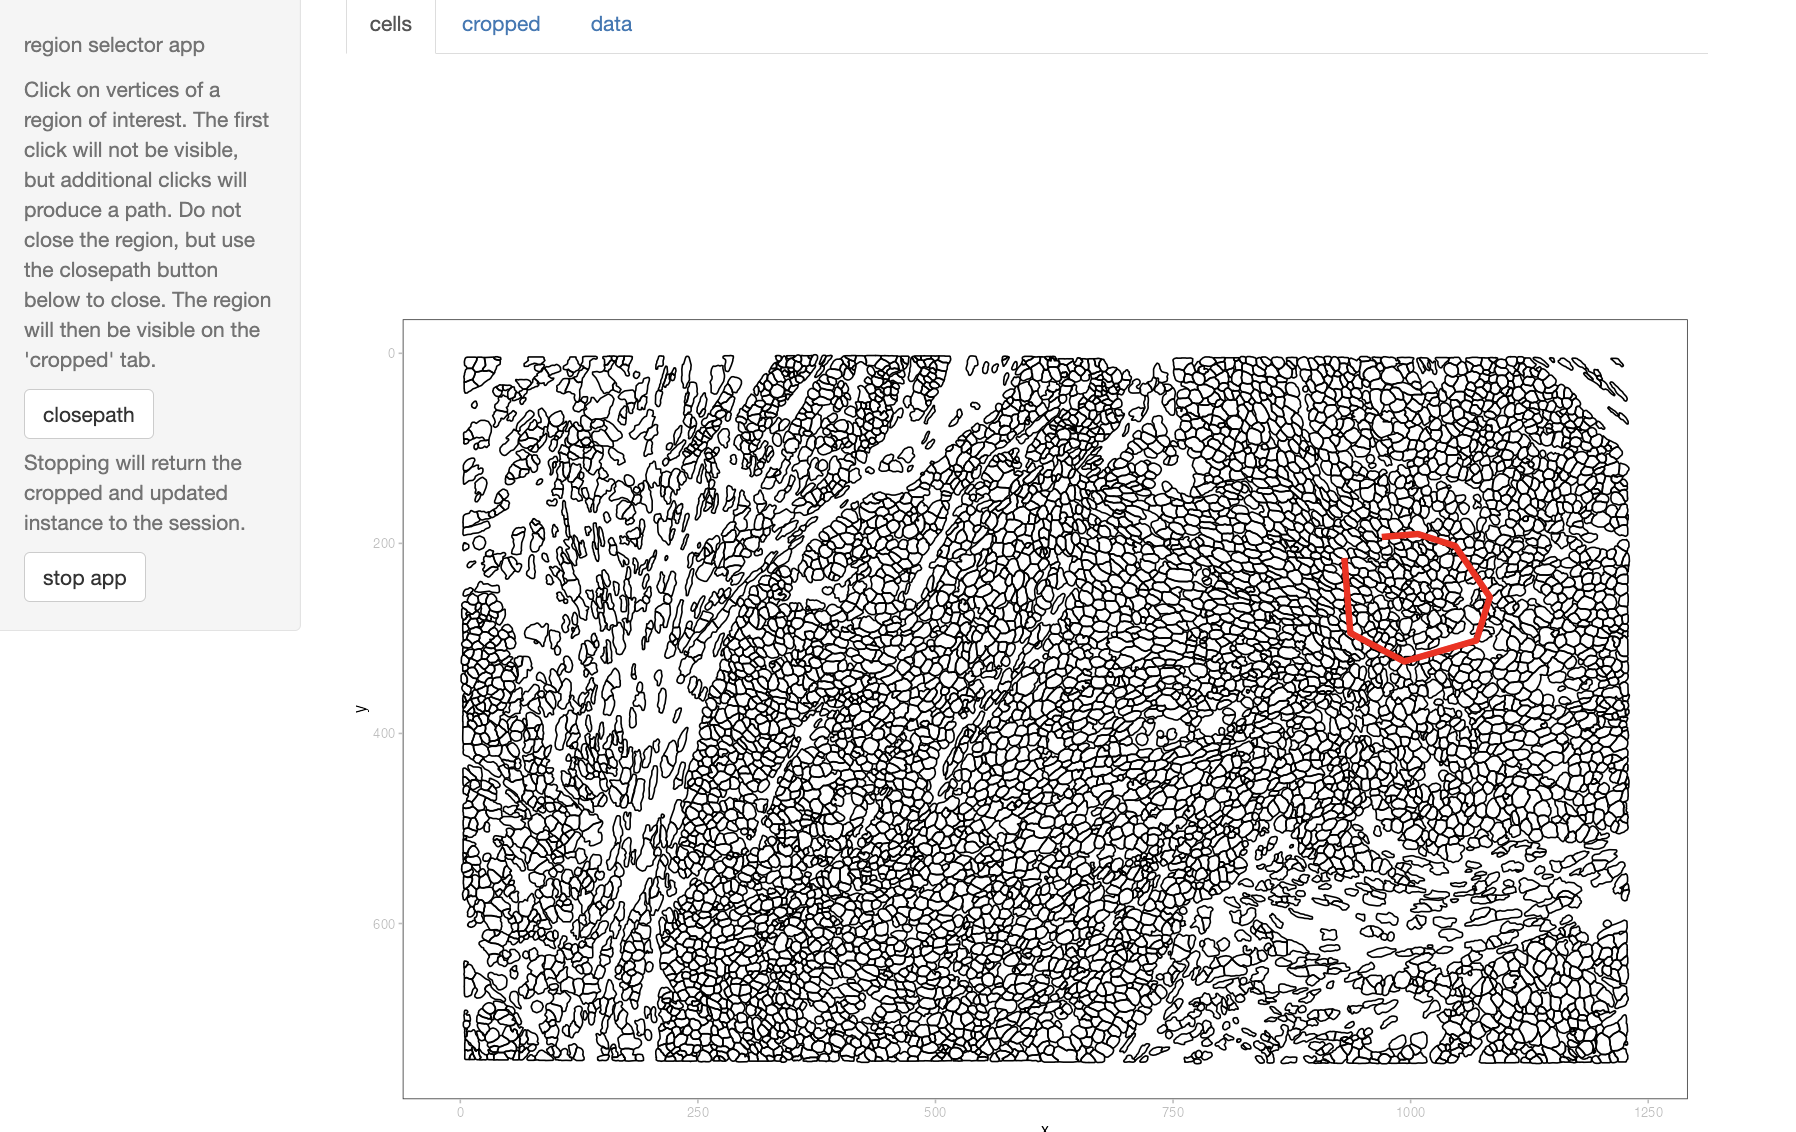 region selector app
Click on vertices of a
region of interest. The first
click will not be visible,
but additional clicks will
produce a path. Do not
close the region, but use
the closepath button
below to close. The region
will then be visible on the
'cropped' tab.
closepath
Stopping will return the
cropped and updated
instance to the session.
stop app
cells cropped data
0
200
400
600
y
0 250 500 750 1000 1250
x